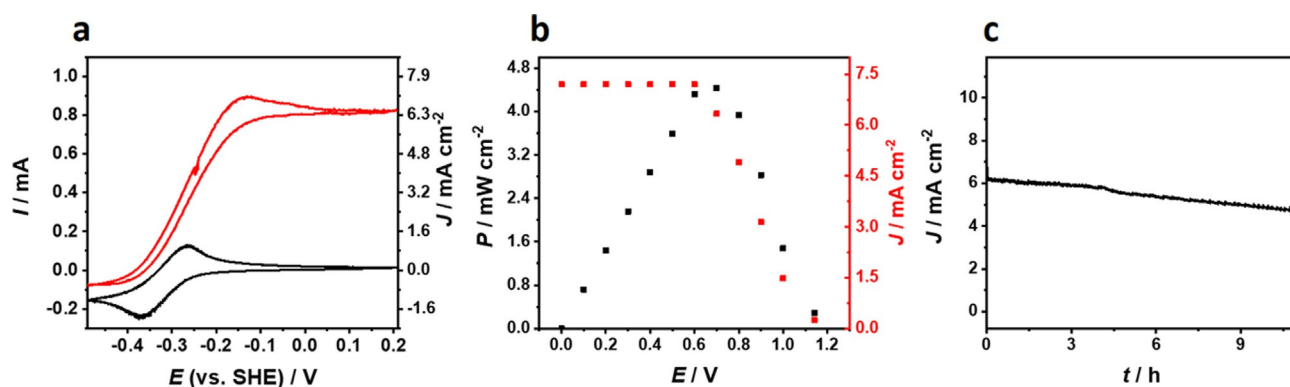 a
1.0
0.8
0.6
0.4
0.2
0.0
-0.2
I / mA
7.9
6.3
4.8
3.2
1.6
0.0
-1.6
J / mA cm⁻²
-0.4 -0.3 -0.2 -0.1 0.0 0.1 0.2
E (vs. SHE) / V
b
4.8
4.0
3.2
2.4
1.6
0.8
0.0
P / mW cm⁻²
7.5
6.0
4.5
3.0
1.5
0.0
J / mA cm⁻²
0.0 0.2 0.4 0.6 0.8 1.0 1.2
E / V
c
10
8
6
4
2
0
J / mA cm⁻²
0 3 6 9
t / h